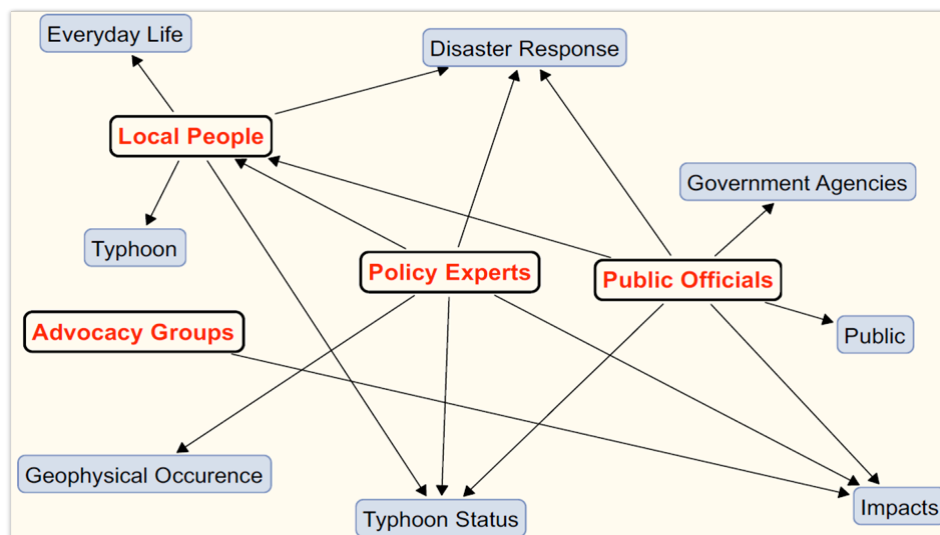 Everyday Life
Disaster Response
Local People
Government Agencies
Typhoon
Policy Experts
Public Officials
Advocacy Groups
Public
Geophysical Occurence
Typhoon Status
Impacts